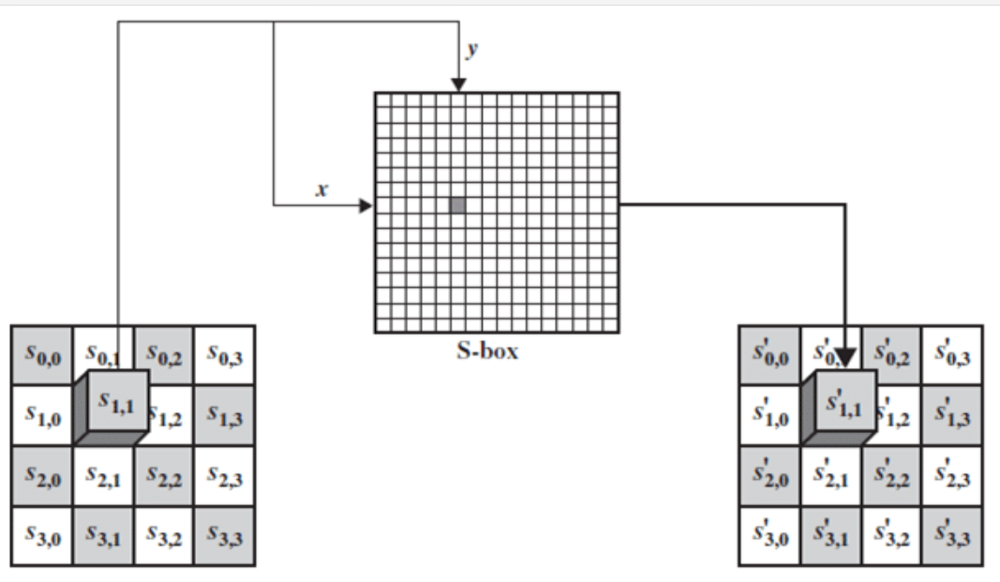 y
x
S-box
s0,0 s0,1 s0,2 s0,3
s1,0 s1,1 s1,2 s1,3
s2,0 s2,1 s2,2 s2,3
s3,0 s3,1 s3,2 s3,3
s'0,0 s'0, s'0,2 s'0,3
s'1,0 s'1,1 s'1,2 s'1,3
s'2,0 s'2,1 s'2,2 s'2,3
s'3,0 s'3,1 s'3,2 s'3,3